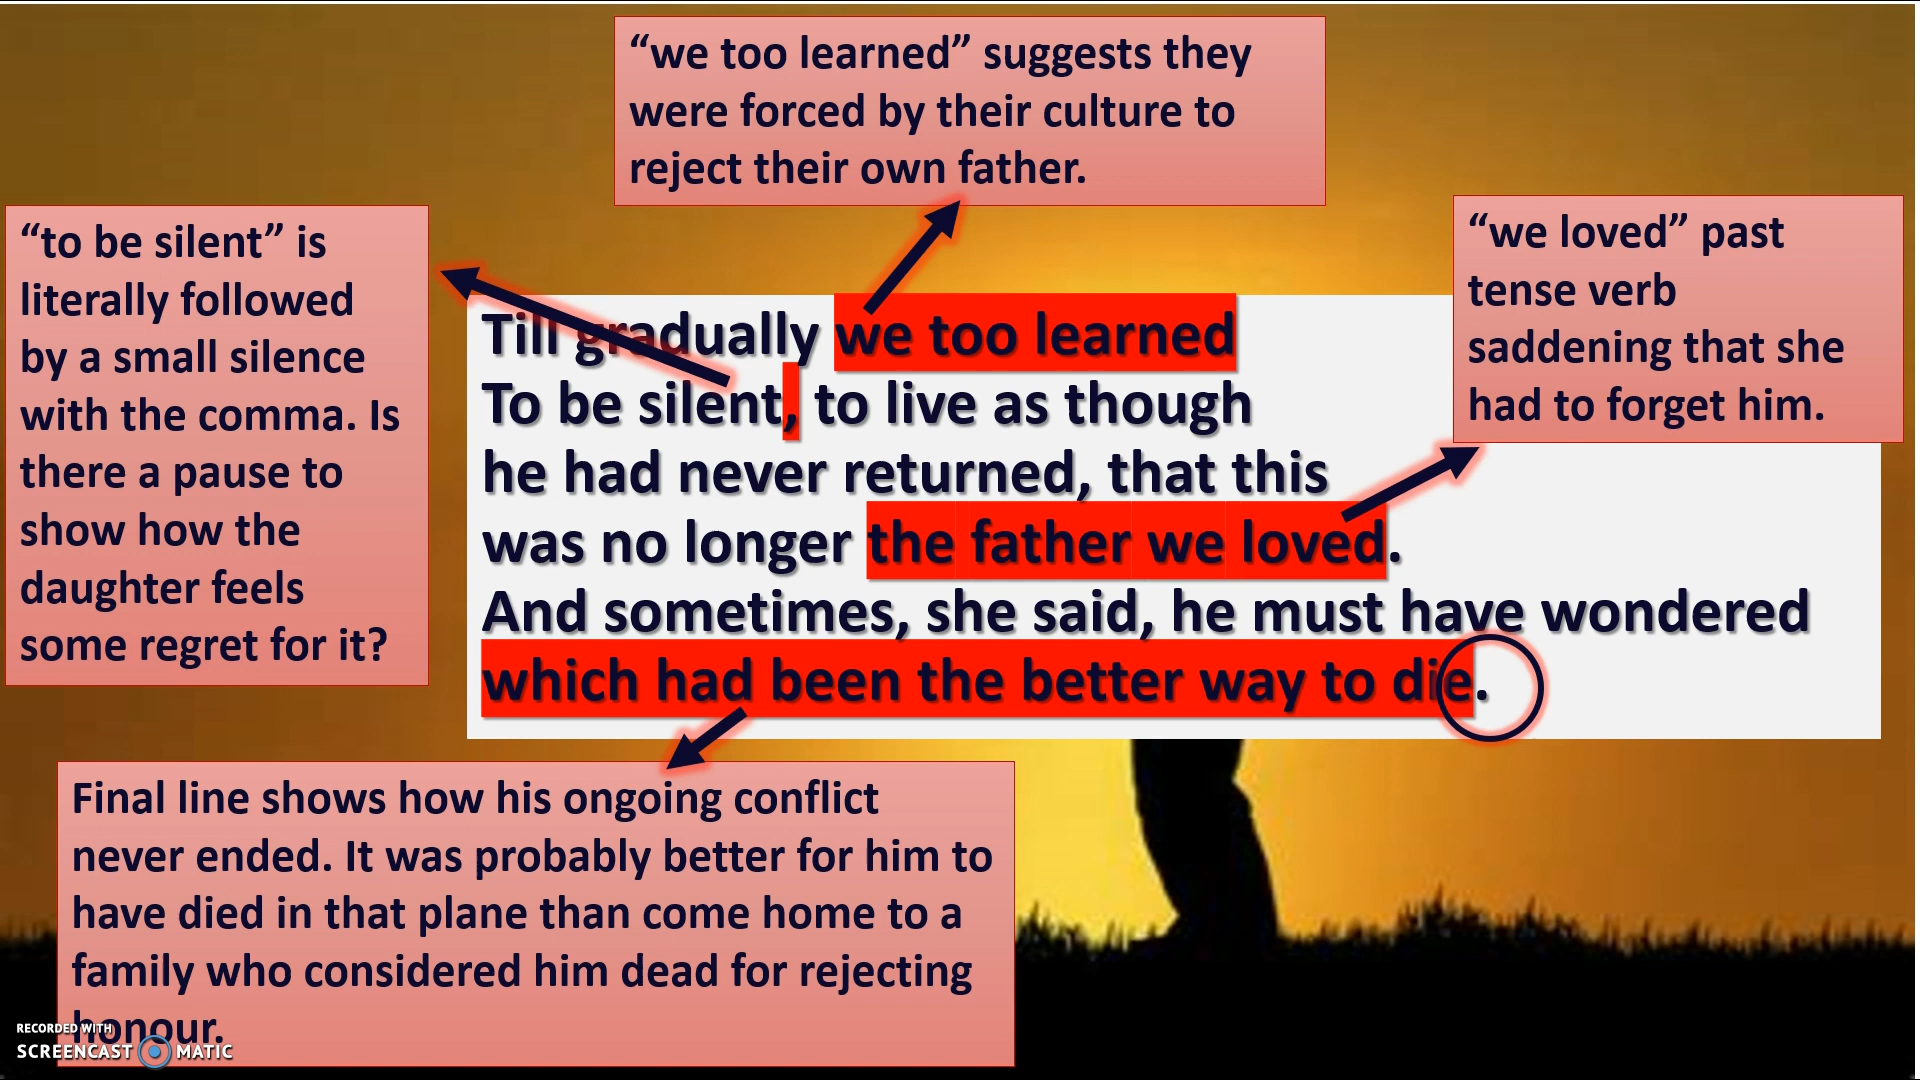 “we too learned” suggests they
were forced by their culture to
reject their own father.
“to be silent” is
literally followed
by a small silence
with the comma. Is
there a pause to
show how the
daughter feels
some regret for it?
“we loved” past
tense verb
saddening that she
had to forget him.
Till gradually we too learned
To be silent, to live as though
he had never returned, that this
was no longer the father we loved.
And sometimes, she said, he must have wondered
which had been the better way to die.
Final line shows how his ongoing conflict
never ended. It was probably better for him to
have died in that plane than come home to a
family who considered him dead for rejecting
honour.
RECORDED WITH
SCREENCAST MATIC